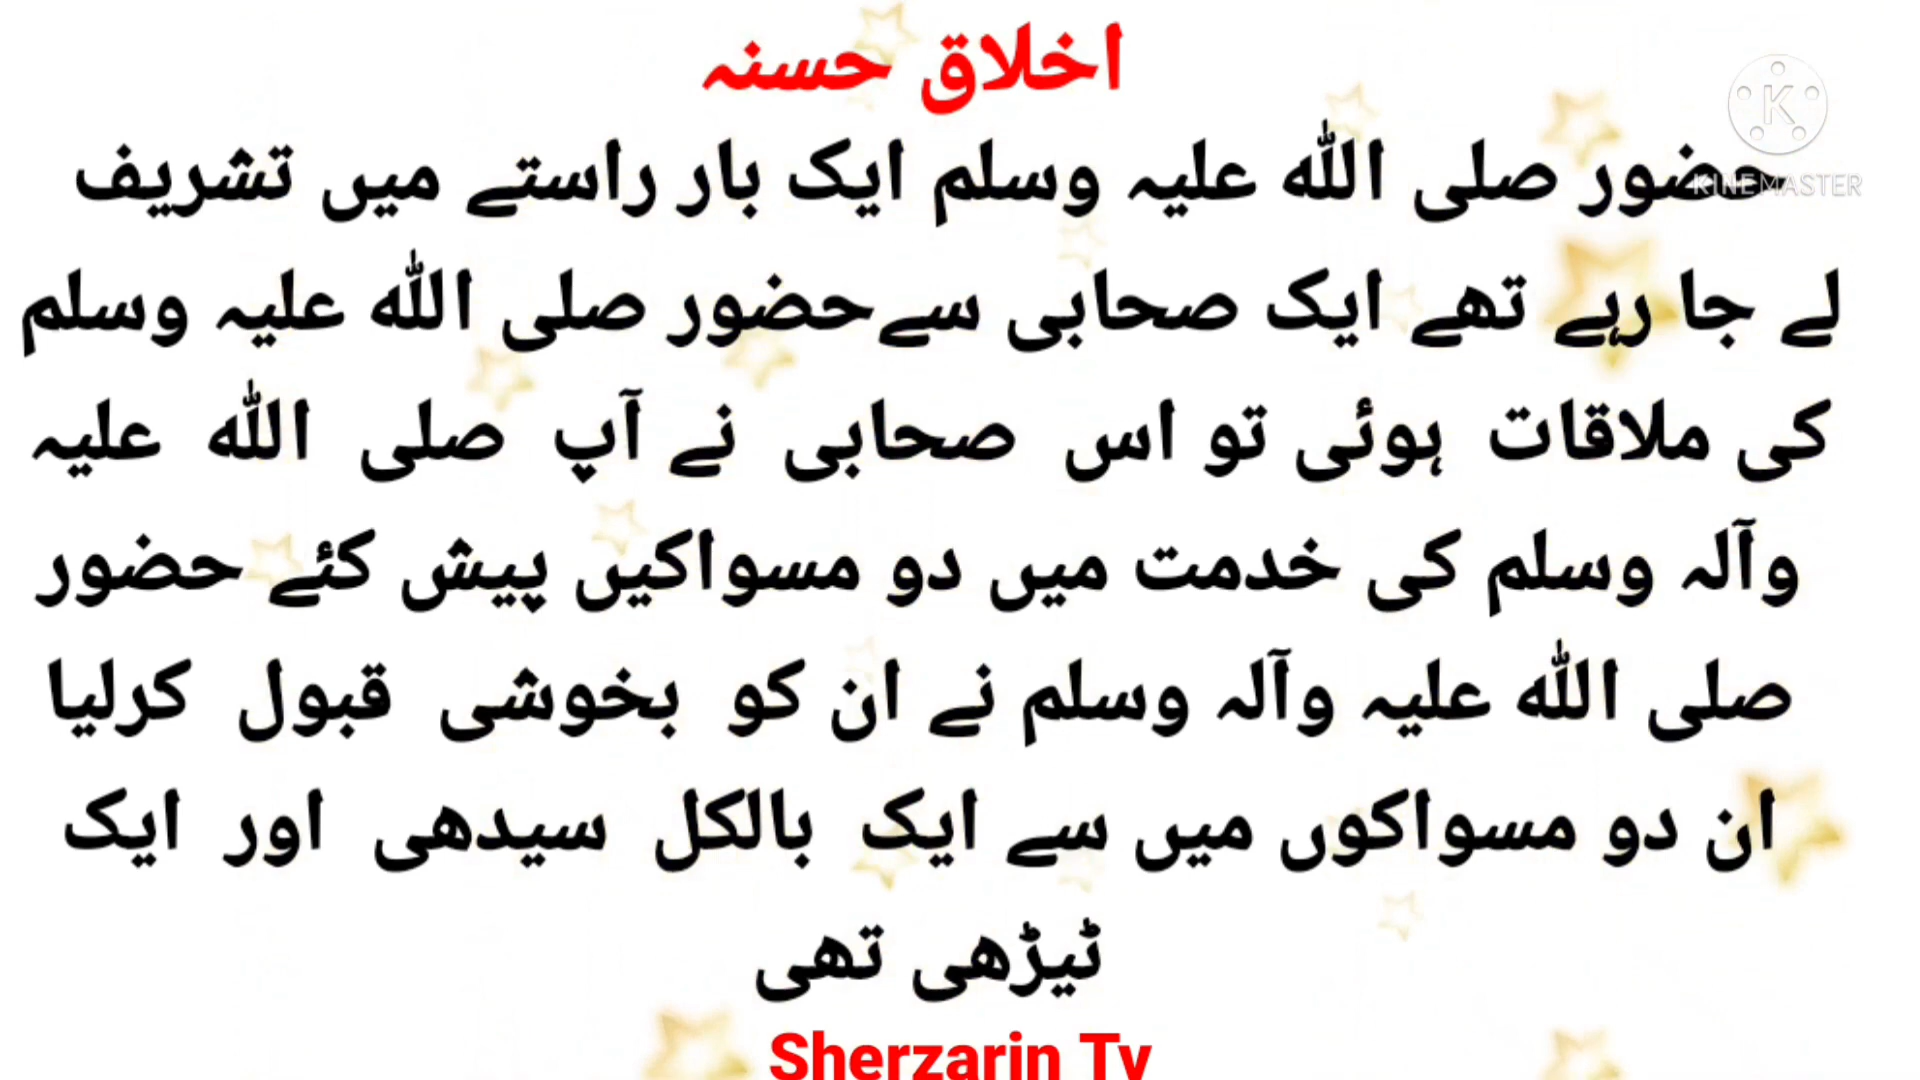 اخلاق حسنہ
حضور صلی اللہ علیہ وسلم ایک بار راستے میں تشریف
لے جا رہے تھے ایک صحابی سےحضور صلی اللہ علیہ وسلم
کی ملاقات ہوئی تو اس صحابی نے آپ صلی اللہ علیہ
وآلہ وسلم کی خدمت میں دو مسواکیں پیش کئے حضور
صلی اللہ علیہ وآلہ وسلم نے ان کو بخوشی قبول کرلیا
ان دو مسواکوں میں سے ایک بالکل سیدھی اور ایک
ٹیڑھی تھی
Sherzarin Tv
K
KINEMASTER